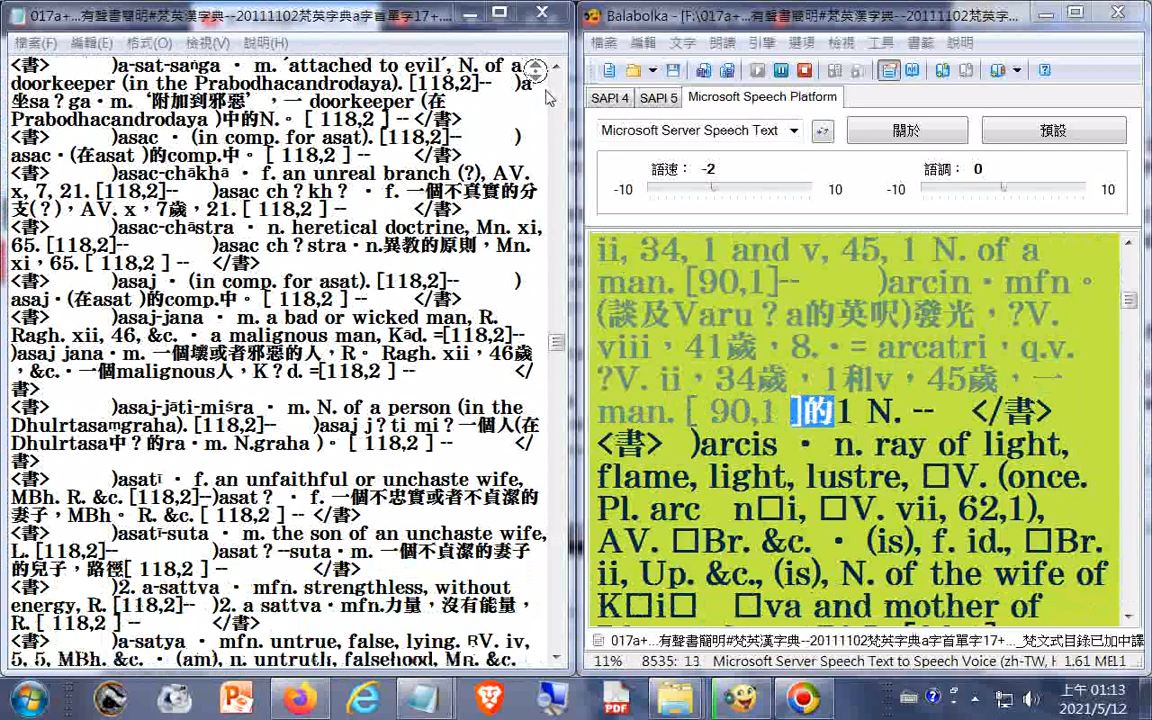 017a+...有聲書簡明#梵英漢字典--20111102梵英字典a字首單字17+...
檔案(F) 編輯(E) 格式(O) 檢視(V) 說明(H)
<書> )a-sat-saṅga · m. ´attached to evil´, N. of a
doorkeeper (in the Prabodhacandrodaya). [118,2]-- )a
坐sa？ga·m.‘附加到邪惡’，一 doorkeeper (在
Prabodhacandrodaya )中的N。[ 118,2 ] -- </書>
<書> )asac · (in comp. for asat). [118,2]-- )
asac·(在asat )的comp.中。[ 118,2 ] -- </書>
<書> )asac-chākhā · f. an unreal branch (?), AV.
x, 7, 21. [118,2]-- )asac ch？kh？ · f. 一個不真實的分
支(？)，AV. x，7歲，21. [ 118,2 ] -- </書>
<書> )asac-chāstra · n. heretical doctrine, Mn. xi,
65. [118,2]-- )asac ch？stra·n.異教的原則，Mn.
xi，65. [ 118,2 ] -- </書>
<書> )asaj · (in comp. for asat). [118,2]-- )
asaj·(在asat )的comp.中。[ 118,2 ] -- </書>
<書> )asaj-jana · m. a bad or wicked man, R.
Ragh. xii, 46, &c. · a malignous man, Kād. =[118,2]--
)asaj jana·m. 一個壞或者邪惡的人，R。 Ragh. xii，46歲
，&c.·一個malignous人，K？d. =[118,2 ] -- </
書>
<書> )asaj-jāti-miśra · m. N. of a person (in the
Dhulrtasaṃgraha). [118,2]-- )asaj j？ti mi？一個人(在
Dhulrtasa中？的ra·m. N.graha )。[ 118,2 ] -- </
書>
<書> )asatī · f. an unfaithful or unchaste wife,
MBh. R. &c. [118,2]--)asat？ · f. 一個不忠實或者不貞潔的
妻子，MBh。 R. &c. [ 118,2 ] -- </書>
<書> )asatī-suta · m. the son of an unchaste wife,
L. [118,2]-- )asat？--suta·m. 一個不貞潔的妻子
的兒子，路徑[ 118,2 ] -- </書>
<書> )2. a-sattva · mfn. strengthless, without
energy, R. [118,2]-- )2. a sattva·mfn.力量，沒有能量，
R. [ 118,2 ] -- </書>
<書> )a-satya · mfn. untrue, false, lying. RV. iv,
5, 5, MBh. &c. · (am), n. untruth, falsehood, Mn. &c.
Balabolka - [F:\017a+...有聲書簡明#梵英漢字典--20111102梵英字...
檔案 編輯 文字 朗讀 引擎 選項 檢視 工具 書籤 說明
SAPI 4 SAPI 5 Microsoft Speech Platform
Microsoft Server Speech Text 關於 預設
語速： -2 語調： 0
-10 10 -10 10
ii, 34, 1 and v, 45, 1 N. of a
man. [90,1]-- )arcin·mfn。
(談及Varu？a的英呎)發光，?V.
viii，41歲，8.·= arcatri，q.v.
?V. ii，34歲，1和v，45歲，一
man. [ 90,1 ]的1 N. -- </書>
<書> )arcis · n. ray of light,
flame, light, lustre, □V. (once.
Pl. arc n□i, □V. vii, 62,1),
AV. □Br. &c. · (is), f. id., □Br.
ii, Up. &c., (is), N. of the wife of
K□i□ □va and mother of
017a+...有聲書簡明#梵英漢字典--20111102梵英字典a字首單字17+..._梵文式目錄已加中譯
11% 8535: 13 Microsoft Server Speech Text to Speech Voice (zh-TW, H 1.61 MB
PDF
上午 01:13
2021/5/12